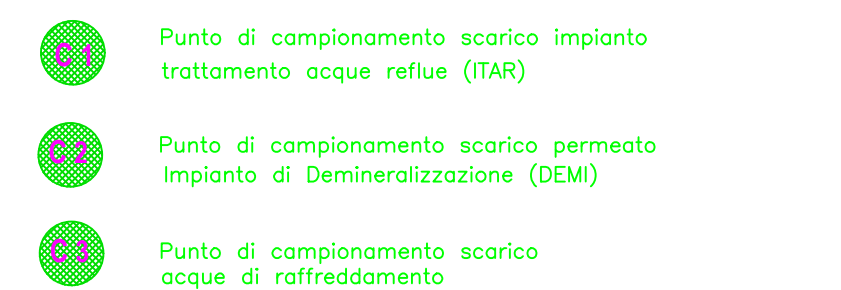 C1 Punto di campionamento scarico impianto
trattamento acque reflue (ITAR)
C2 Punto di campionamento scarico permeato
Impianto di Demineralizzazione (DEMI)
C3 Punto di campionamento scarico
acque di raffreddamento